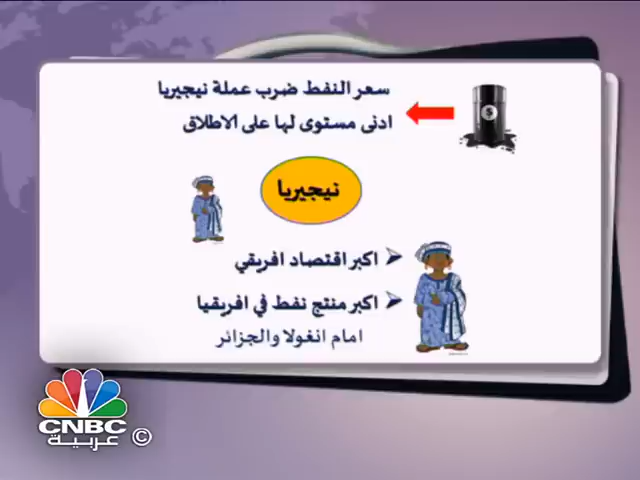 سعر النفط ضرب عملة نيجيريا
ادنى مستوى لها على الاطلاق
$
نيجيريا
اكبر اقتصاد افريقي
اكبر منتج نفط في افريقيا
امام انغولا والجزائر
CNBC
عربية ©